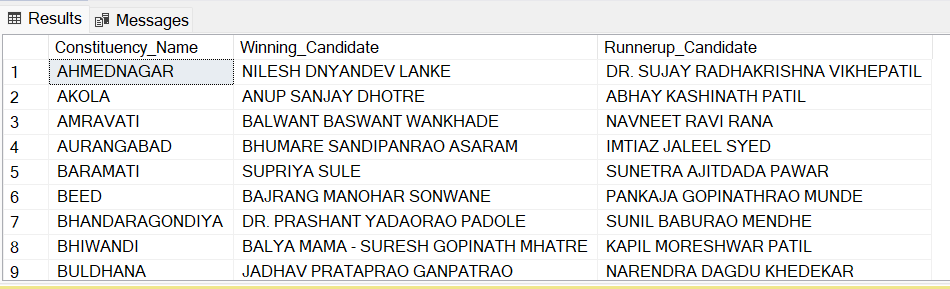 Results Messages
Constituency_Name Winning_Candidate Runnerup_Candidate
1 AHMEDNAGAR NILESH DNYANDEV LANKE DR. SUJAY RADHAKRISHNA VIKHEPATIL
2 AKOLA ANUP SANJAY DHOTRE ABHAY KASHINATH PATIL
3 AMRAVATI BALWANT BASWANT WANKHADE NAVNEET RAVI RANA
4 AURANGABAD BHUMARE SANDIPANRAO ASARAM IMTIAZ JALEEL SYED
5 BARAMATI SUPRIYA SULE SUNETRA AJITDADA PAWAR
6 BEED BAJRANG MANOHAR SONWANE PANKAJA GOPINATHRAO MUNDE
7 BHANDARAGONDIYA DR. PRASHANT YADAORAO PADOLE SUNIL BABURAO MENDHE
8 BHIWANDI BALYA MAMA - SURESH GOPINATH MHATRE KAPIL MORESHWAR PATIL
9 BULDHANA JADHAV PRATAPRAO GANPATRAO NARENDRA DAGDU KHEDEKAR